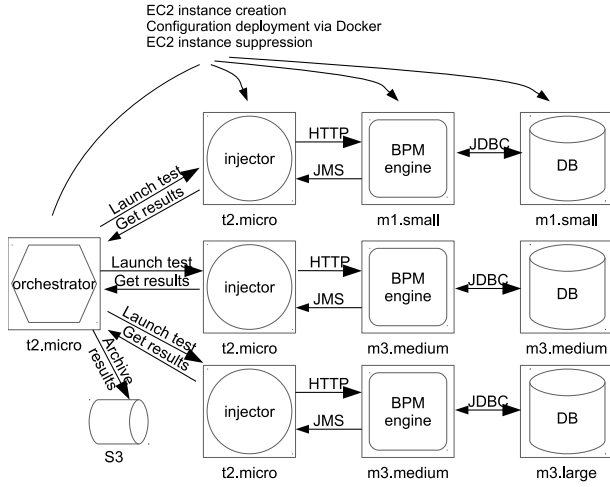 EC2 instance creation
Configuration deployment via Docker
EC2 instance suppression
HTTP
injector
JMS
BPM
engine
JDBC
DB
Launch test
Get results
t2.micro
m1.small
m1.small
orchestrator
Launch test
Get results
injector
HTTP
JMS
BPM
engine
JDBC
DB
t2.micro
t2.micro
m3.medium
m3.medium
Launch test
Get results
Archive
results
injector
HTTP
JMS
BPM
engine
JDBC
DB
S3
t2.micro
m3.medium
m3.large